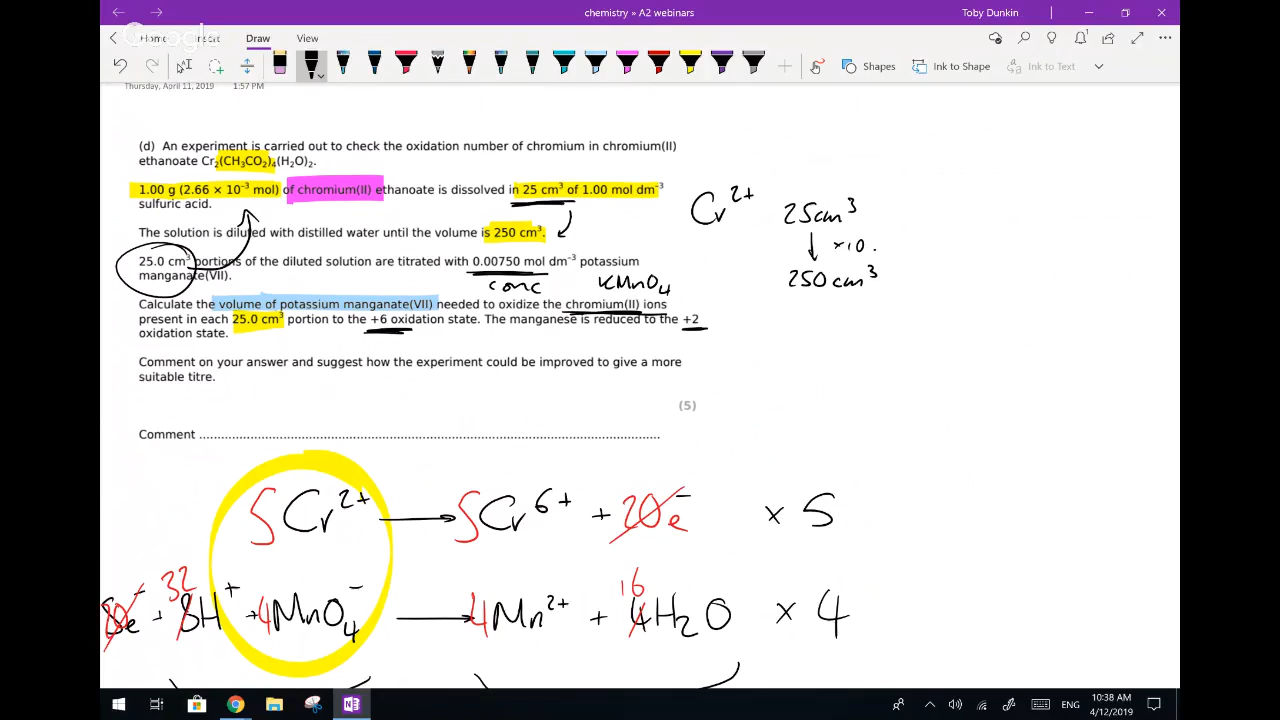 chemistry » A2 webinars
Toby Dunkin
Google
Home Insert Draw View
Shapes Ink to Shape Ink to Text
Thursday, April 11, 2019 1:57 PM
(d) An experiment is carried out to check the oxidation number of chromium in chromium(II)
ethanoate Cr₂(CH₃CO₂)₄(H₂O)₂.
1.00 g (2.66 × 10⁻³ mol) of chromium(II) ethanoate is dissolved in 25 cm³ of 1.00 mol dm⁻³
sulfuric acid.
The solution is diluted with distilled water until the volume is 250 cm³.
25.0 cm³ portions of the diluted solution are titrated with 0.00750 mol dm⁻³ potassium
manganate(VII).
conc KMnO₄
Calculate the volume of potassium manganate(VII) needed to oxidize the chromium(II) ions
present in each 25.0 cm³ portion to the +6 oxidation state. The manganese is reduced to the +2
oxidation state.
Comment on your answer and suggest how the experiment could be improved to give a more
suitable titre.
(5)
Comment ................................................................................
Cr²⁺ 25cm³
↓ ×10.
250cm³
5Cr²⁺ → 5Cr⁶⁺ + 20e⁻ × 5
+ 32 8H⁺ + 4MnO₄⁻ → 4Mn²⁺ + 16 4H₂O × 4
ENG
10:38 AM
4/12/2019